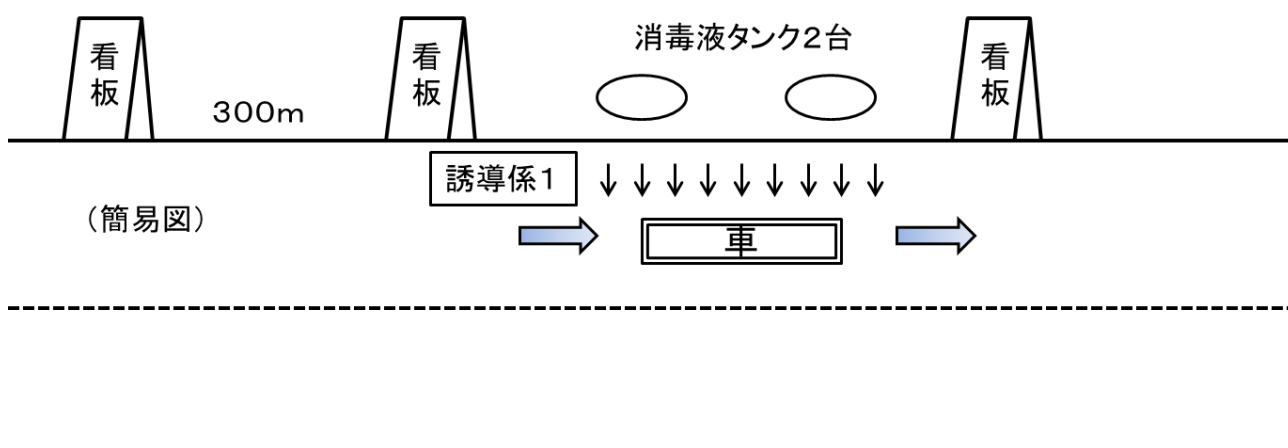 看板
300m
看板
消毒液タンク2台
看板
誘導係1
（簡易図）
車